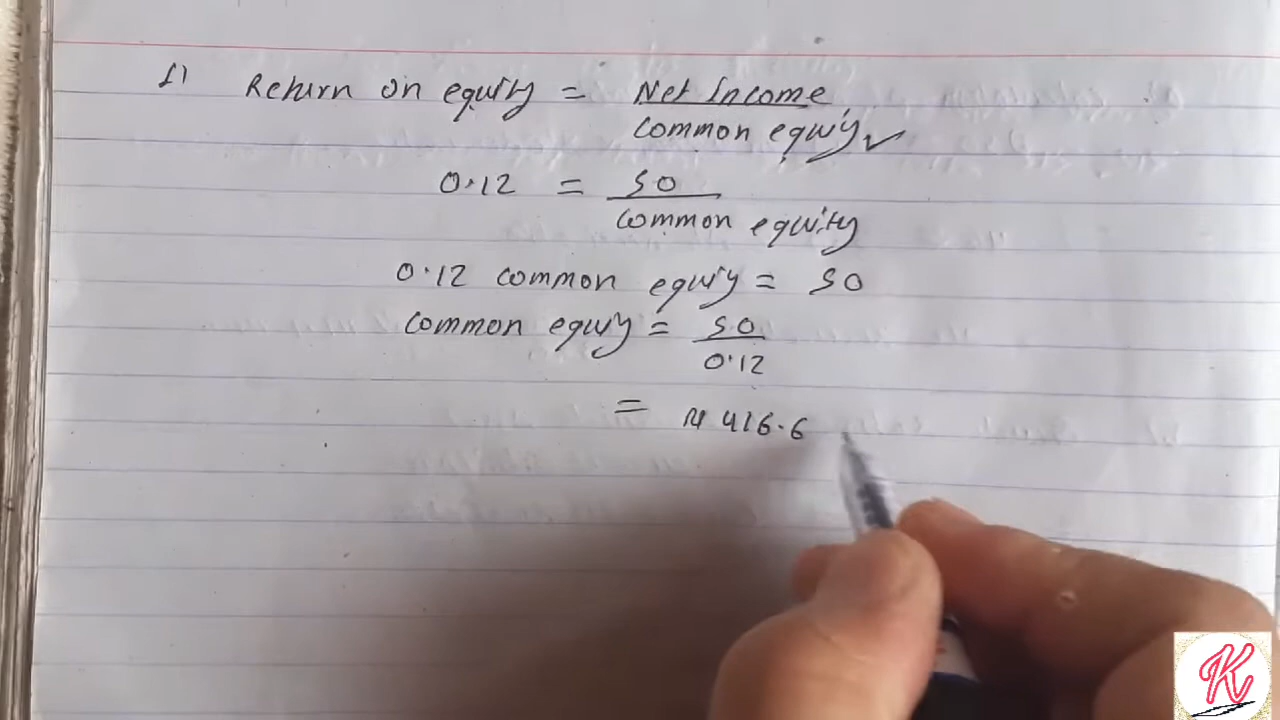 1) Return on equity = Net Income
Common equity ✓
0.12 = 50
Common equity
0.12 common equity = 50
Common equity = 50
0.12
= Rs 416.6
K